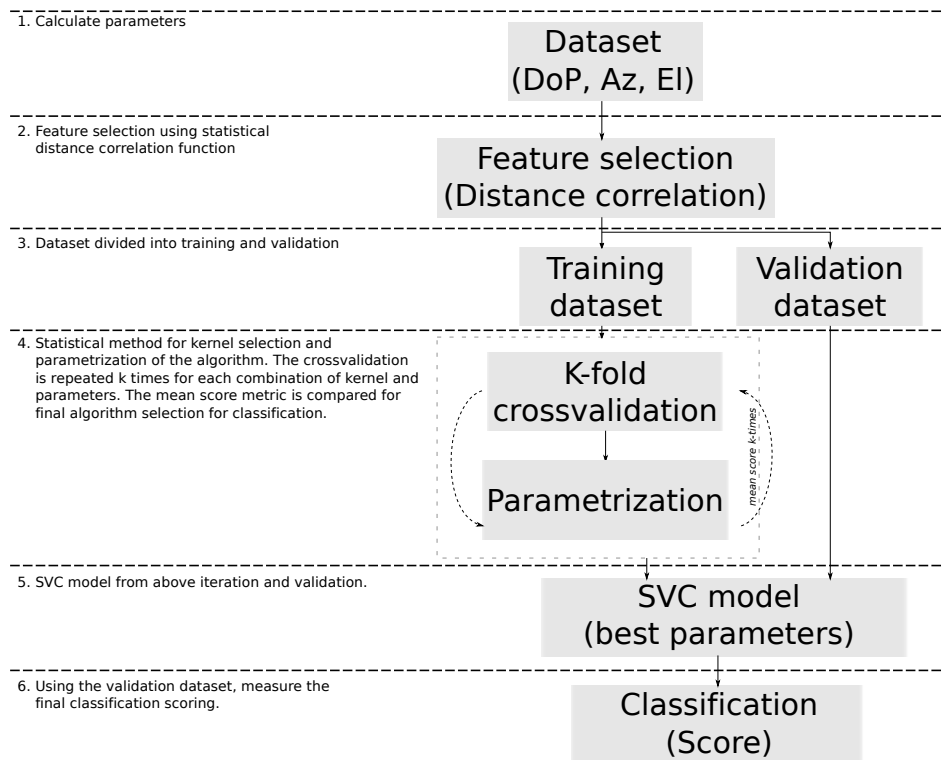 1. Calculate parameters
Dataset
(DoP, Az, El)
2. Feature selection using statistical
distance correlation function
Feature selection
(Distance correlation)
3. Dataset divided into training and validation
Training
dataset
Validation
dataset
4. Statistical method for kernel selection and
parametrization of the algorithm. The crossvalidation
is repeated k times for each combination of kernel and
parameters. The mean score metric is compared for
final algorithm selection for classification.
K-fold
crossvalidation
mean score k-times
Parametrization
5. SVC model from above iteration and validation.
SVC model
(best parameters)
6. Using the validation dataset, measure the
final classification scoring.
Classification
(Score)